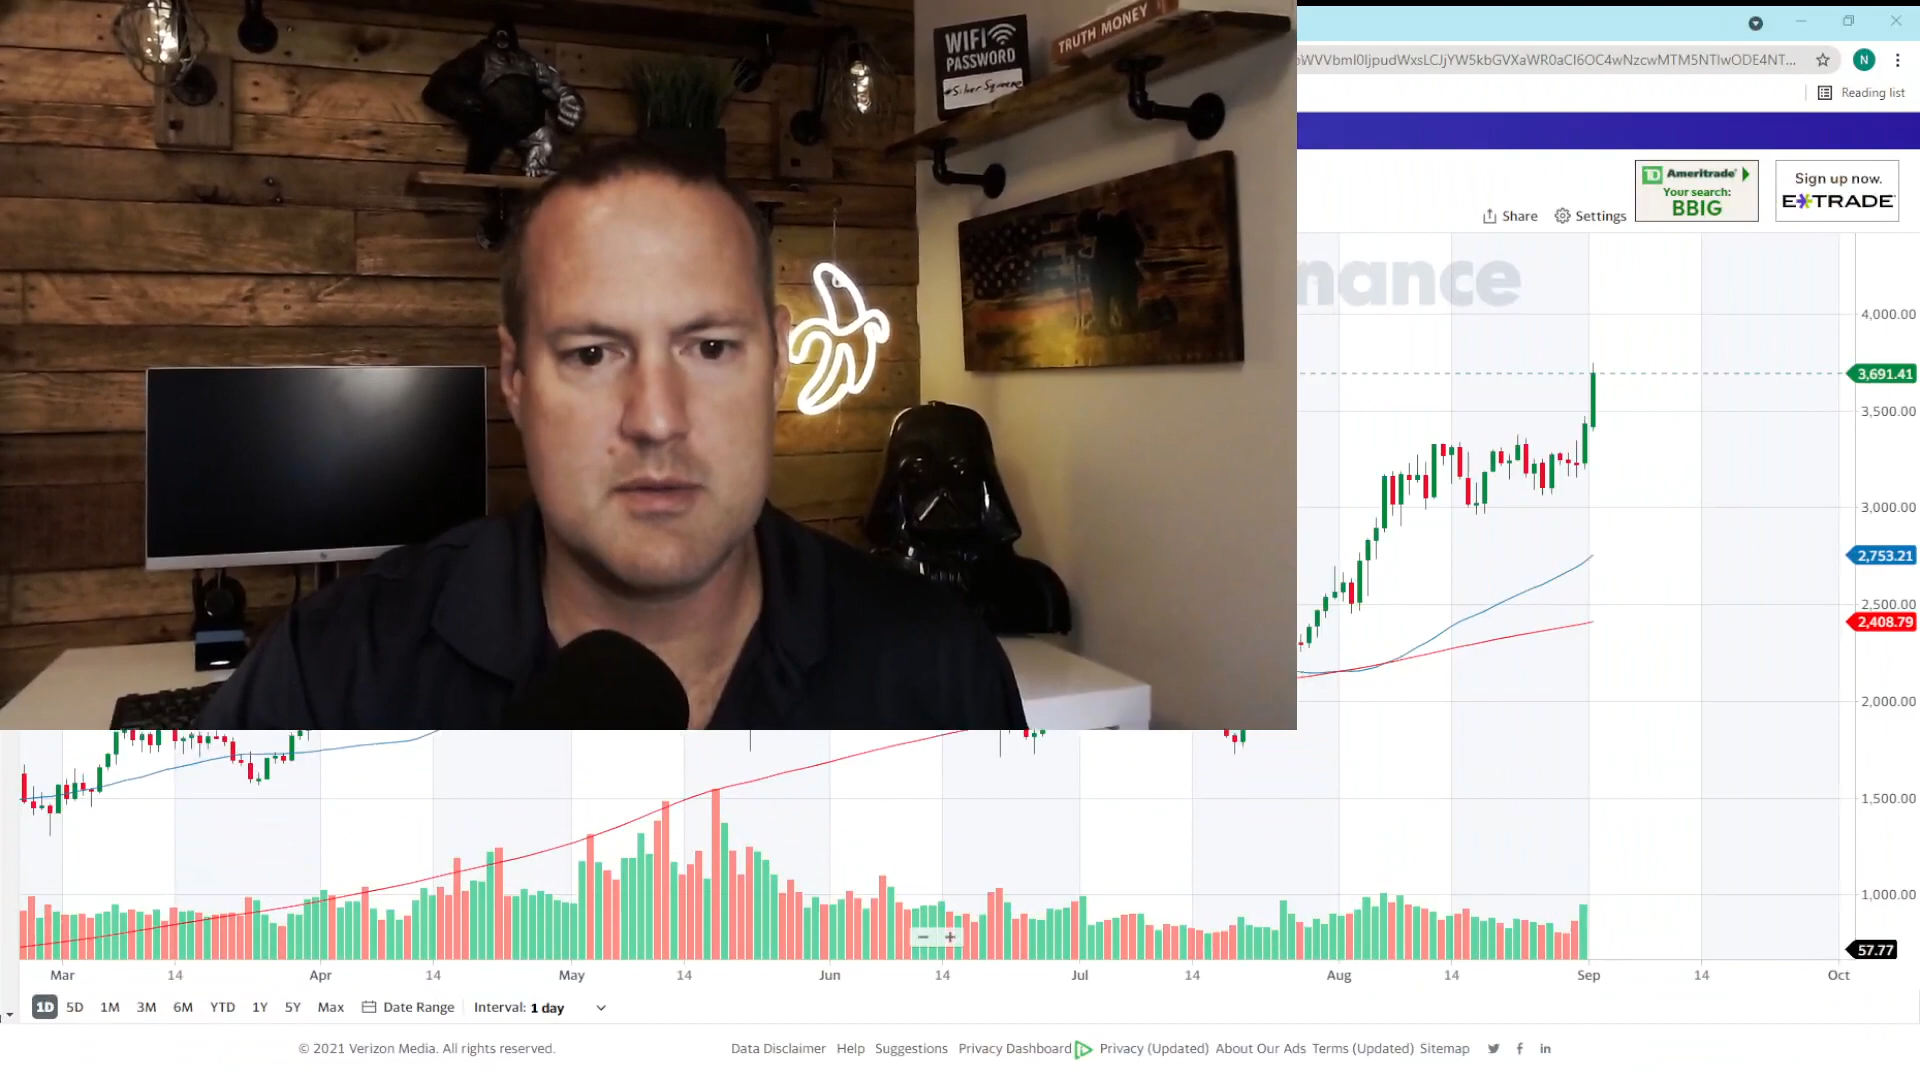 WIFI
PASSWORD
#SilverSqueeze
TRUTH MONEY
Reading list
N
Share
Settings
Ameritrade
Your search:
BBIG
Sign up now.
E*TRADE
nance
4,000.00
3,691.41
3,500.00
3,000.00
2,753.21
2,500.00
2,408.79
2,000.00
1,500.00
1,000.00
57.77
Mar 14 Apr 14 May 14 Jun 14 Jul 14 Aug 14 Sep 14 Oct
1D 5D 1M 3M 6M YTD 1Y 5Y Max Date Range Interval: 1 day
© 2021 Verizon Media. All rights reserved.
Data Disclaimer Help Suggestions Privacy Dashboard Privacy (Updated) About Our Ads Terms (Updated) Sitemap